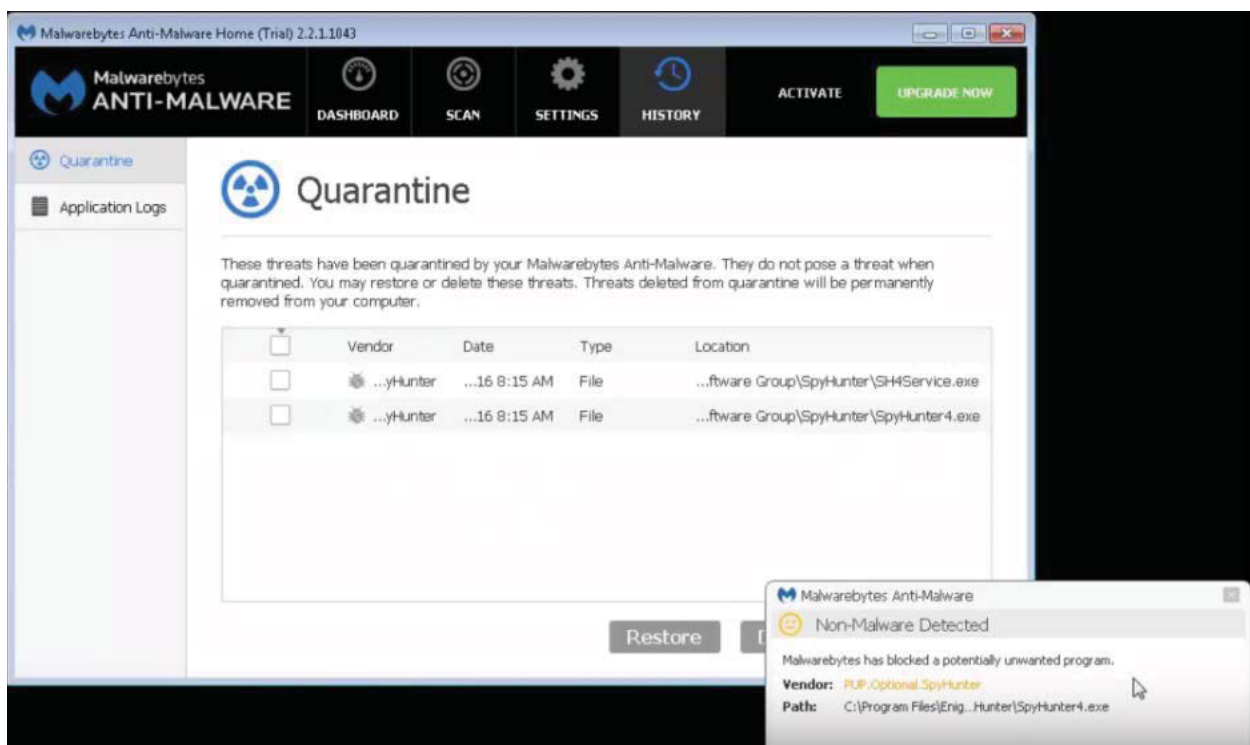 Malwarebytes Anti-Malware Home (Trial) 2.2.1.1043
Malwarebytes
ANTI-MALWARE
DASHBOARD
SCAN
SETTINGS
HISTORY
ACTIVATE
UPGRADE NOW
Quarantine
Application Logs
Quarantine
These threats have been quarantined by your Malwarebytes Anti-Malware. They do not pose a threat when
quarantined. You may restore or delete these threats. Threats deleted from quarantine will be permanently
removed from your computer.
Vendor Date Type Location
...yHunter ...16 8:15 AM File ...ftware Group\SpyHunter\SH4Service.exe
...yHunter ...16 8:15 AM File ...ftware Group\SpyHunter\SpyHunter4.exe
Restore
Malwarebytes Anti-Malware
Non-Malware Detected
Malwarebytes has blocked a potentially unwanted program.
Vendor: PUP.Optional.SpyHunter
Path: C:\Program Files\Enig...Hunter\SpyHunter4.exe